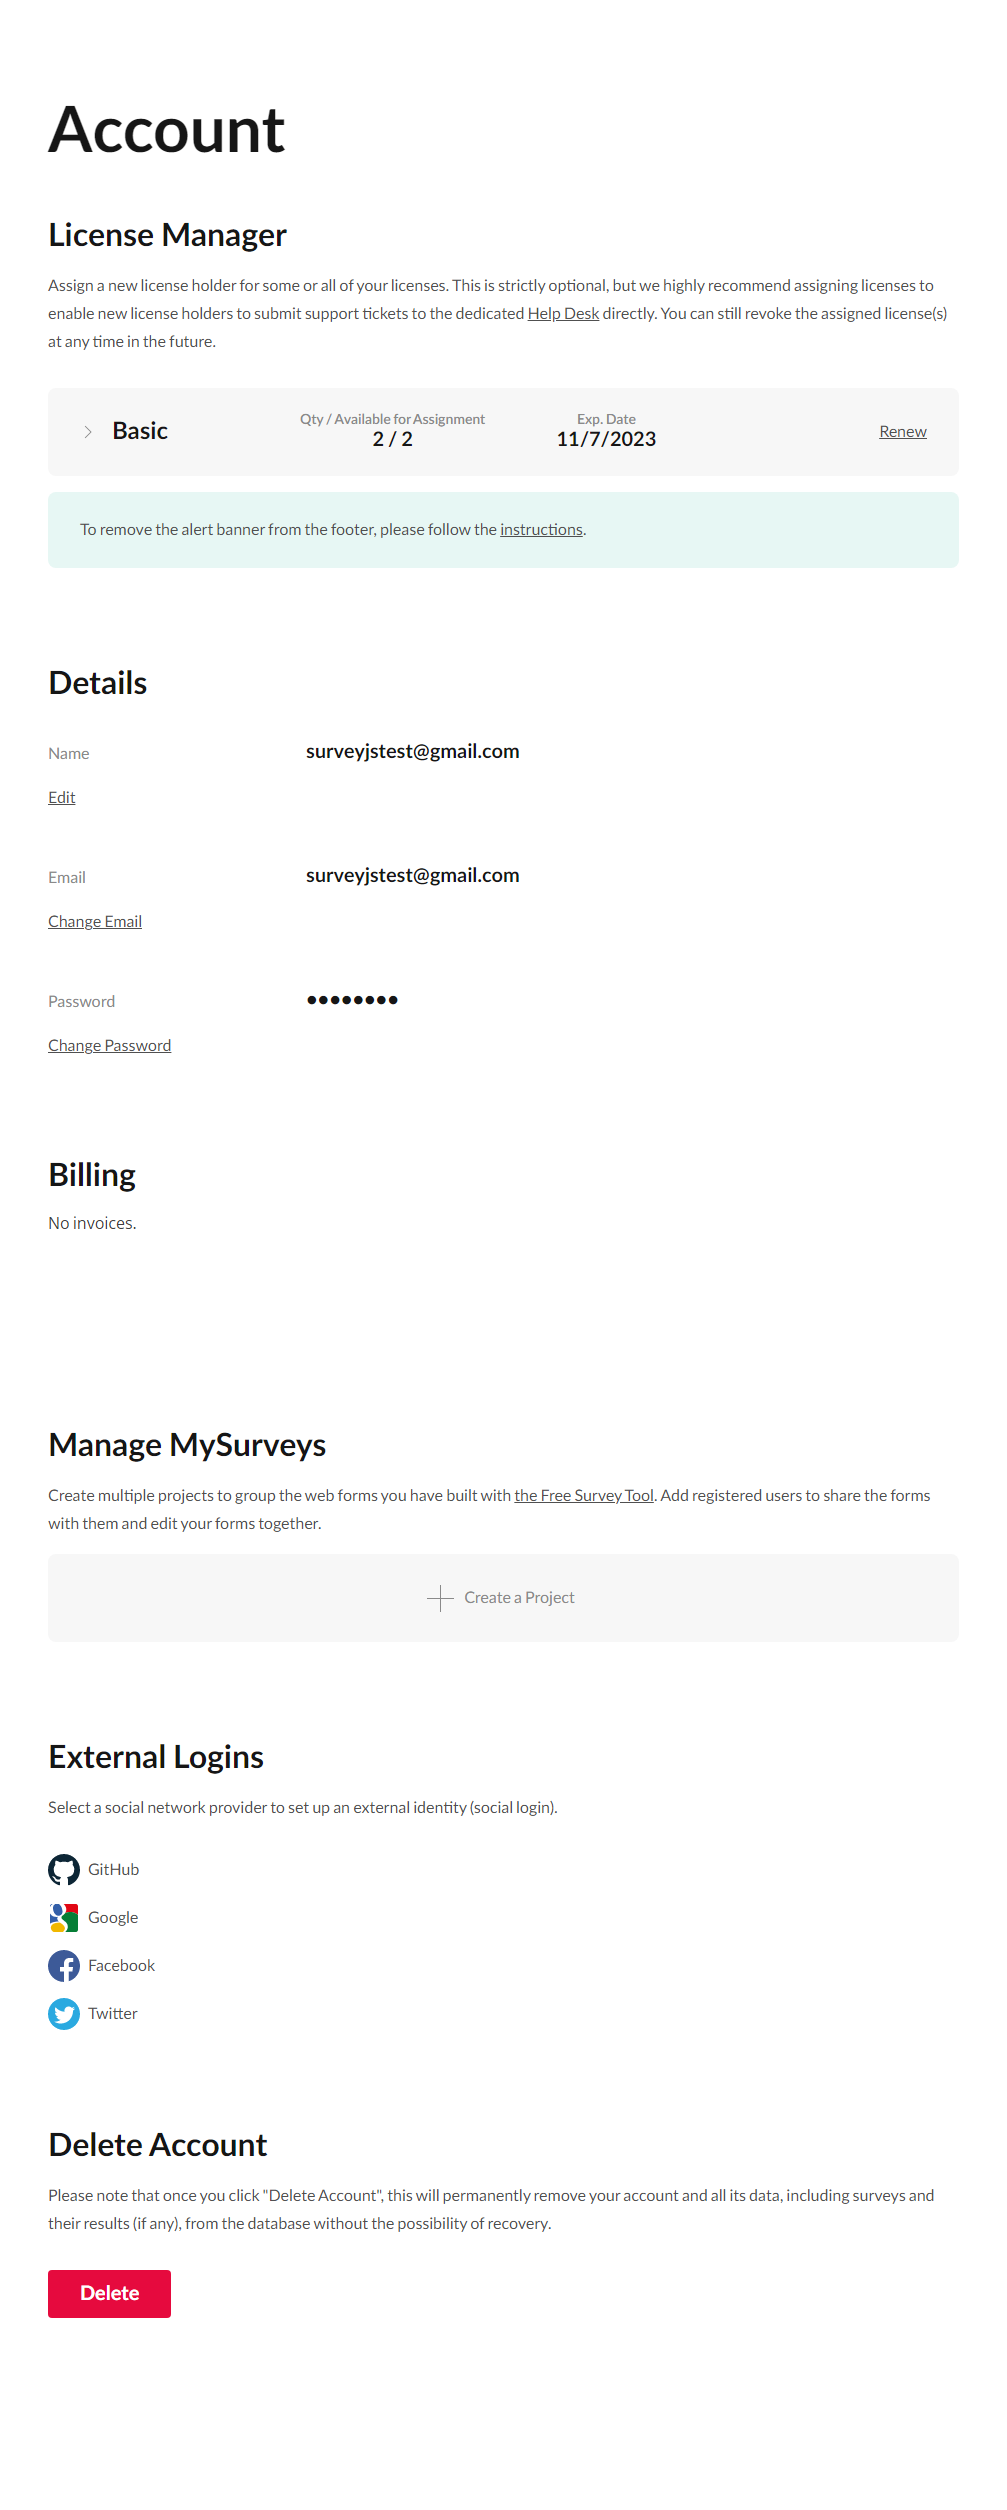 Account
License Manager
Assign a new license holder for some or all of your licenses. This is strictly optional, but we highly recommend assigning licenses to
enable new license holders to submit support tickets to the dedicated Help Desk directly. You can still revoke the assigned license(s)
at any time in the future.
Basic
Qty / Available for Assignment
2 / 2
Exp. Date
11/7/2023
Renew
To remove the alert banner from the footer, please follow the instructions.
Details
Name
surveyjstest@gmail.com
Edit
Email
surveyjstest@gmail.com
Change Email
Password
••••••••
Change Password
Billing
No invoices.
Manage MySurveys
Create multiple projects to group the web forms you have built with the Free Survey Tool. Add registered users to share the forms
with them and edit your forms together.
Create a Project
External Logins
Select a social network provider to set up an external identity (social login).
GitHub
Google
Facebook
Twitter
Delete Account
Please note that once you click "Delete Account", this will permanently remove your account and all its data, including surveys and
their results (if any), from the database without the possibility of recovery.
Delete